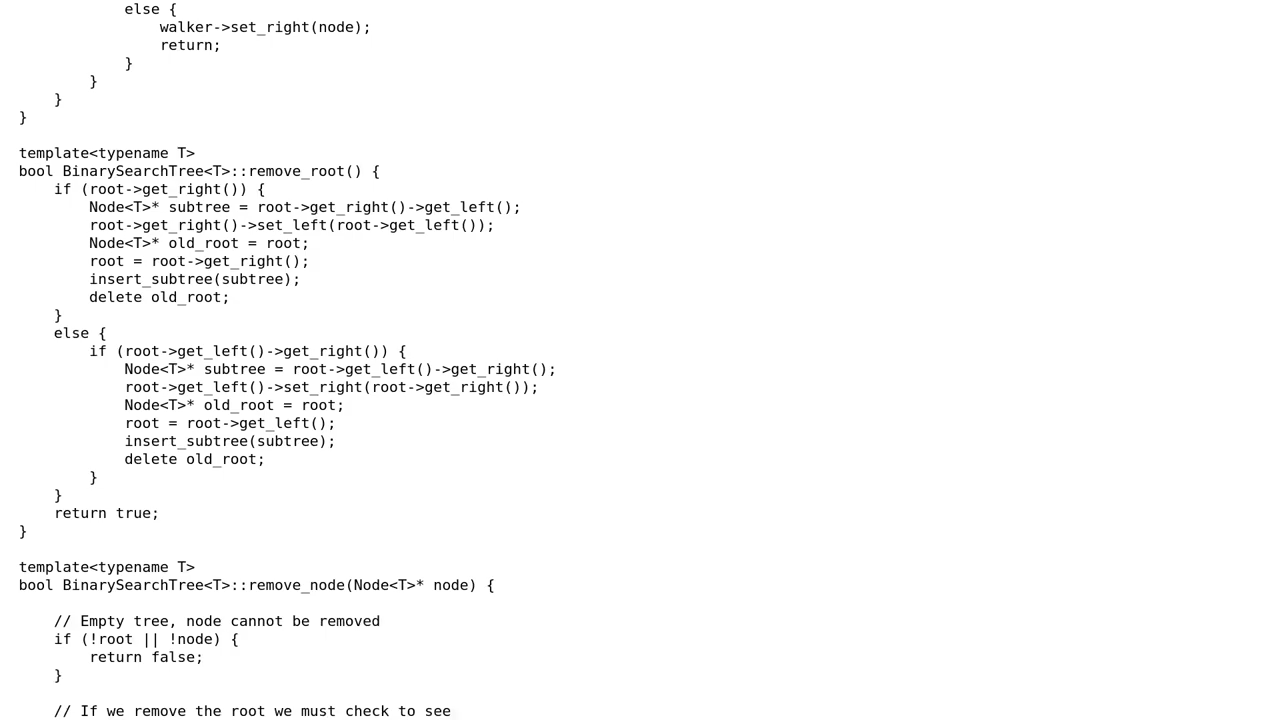 else {
                walker->set_right(node);
                return;
            }
        }
    }
}

template<typename T>
bool BinarySearchTree<T>::remove_root() {
    if (root->get_right()) {
        Node<T>* subtree = root->get_right()->get_left();
        root->get_right()->set_left(root->get_left());
        Node<T>* old_root = root;
        root = root->get_right();
        insert_subtree(subtree);
        delete old_root;
    }
    else {
        if (root->get_left()->get_right()) {
            Node<T>* subtree = root->get_left()->get_right();
            root->get_left()->set_right(root->get_right());
            Node<T>* old_root = root;
            root = root->get_left();
            insert_subtree(subtree);
            delete old_root;
        }
    }
    return true;
}

template<typename T>
bool BinarySearchTree<T>::remove_node(Node<T>* node) {

    // Empty tree, node cannot be removed
    if (!root || !node) {
        return false;
    }

    // If we remove the root we must check to see